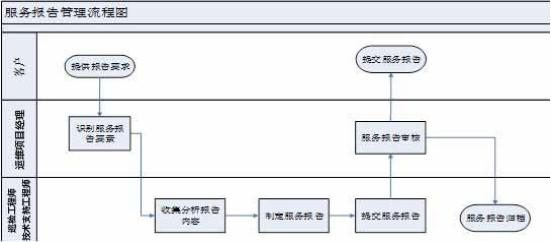 服务报告管理流程图
客户
提供报告要求
提交服务报告
运维项目经理
识别服务报
告要素
服务报告审核
巡检工程师
技术支持工程师
收集分析报告
内容
制定服务报告
提交服务报告
服务报告归档